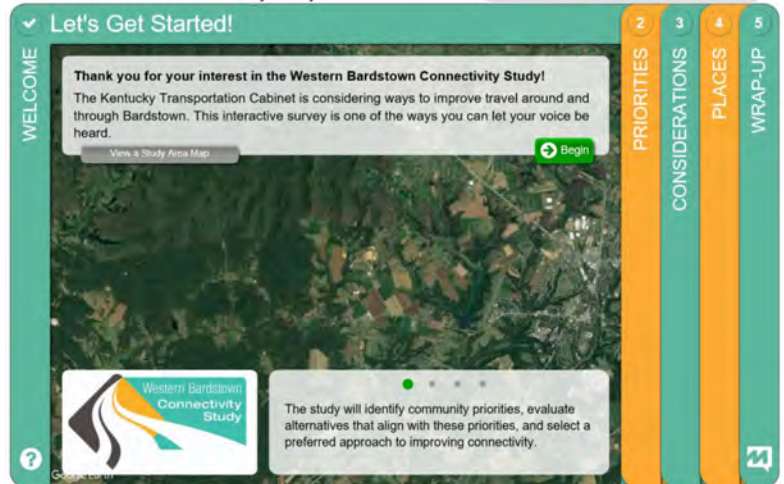 Let's Get Started!
WELCOME
Thank you for your interest in the Western Bardstown Connectivity Study!
The Kentucky Transportation Cabinet is considering ways to improve travel around and
through Bardstown. This interactive survey is one of the ways you can let your voice be
heard.
View a Study Area Map
Begin
Western Bardstown
Connectivity
Study
The study will identify community priorities, evaluate
alternatives that align with these priorities, and select a
preferred approach to improving connectivity.
?
Google Earth
2
PRIORITIES
3
CONSIDERATIONS
4
PLACES
5
WRAP-UP